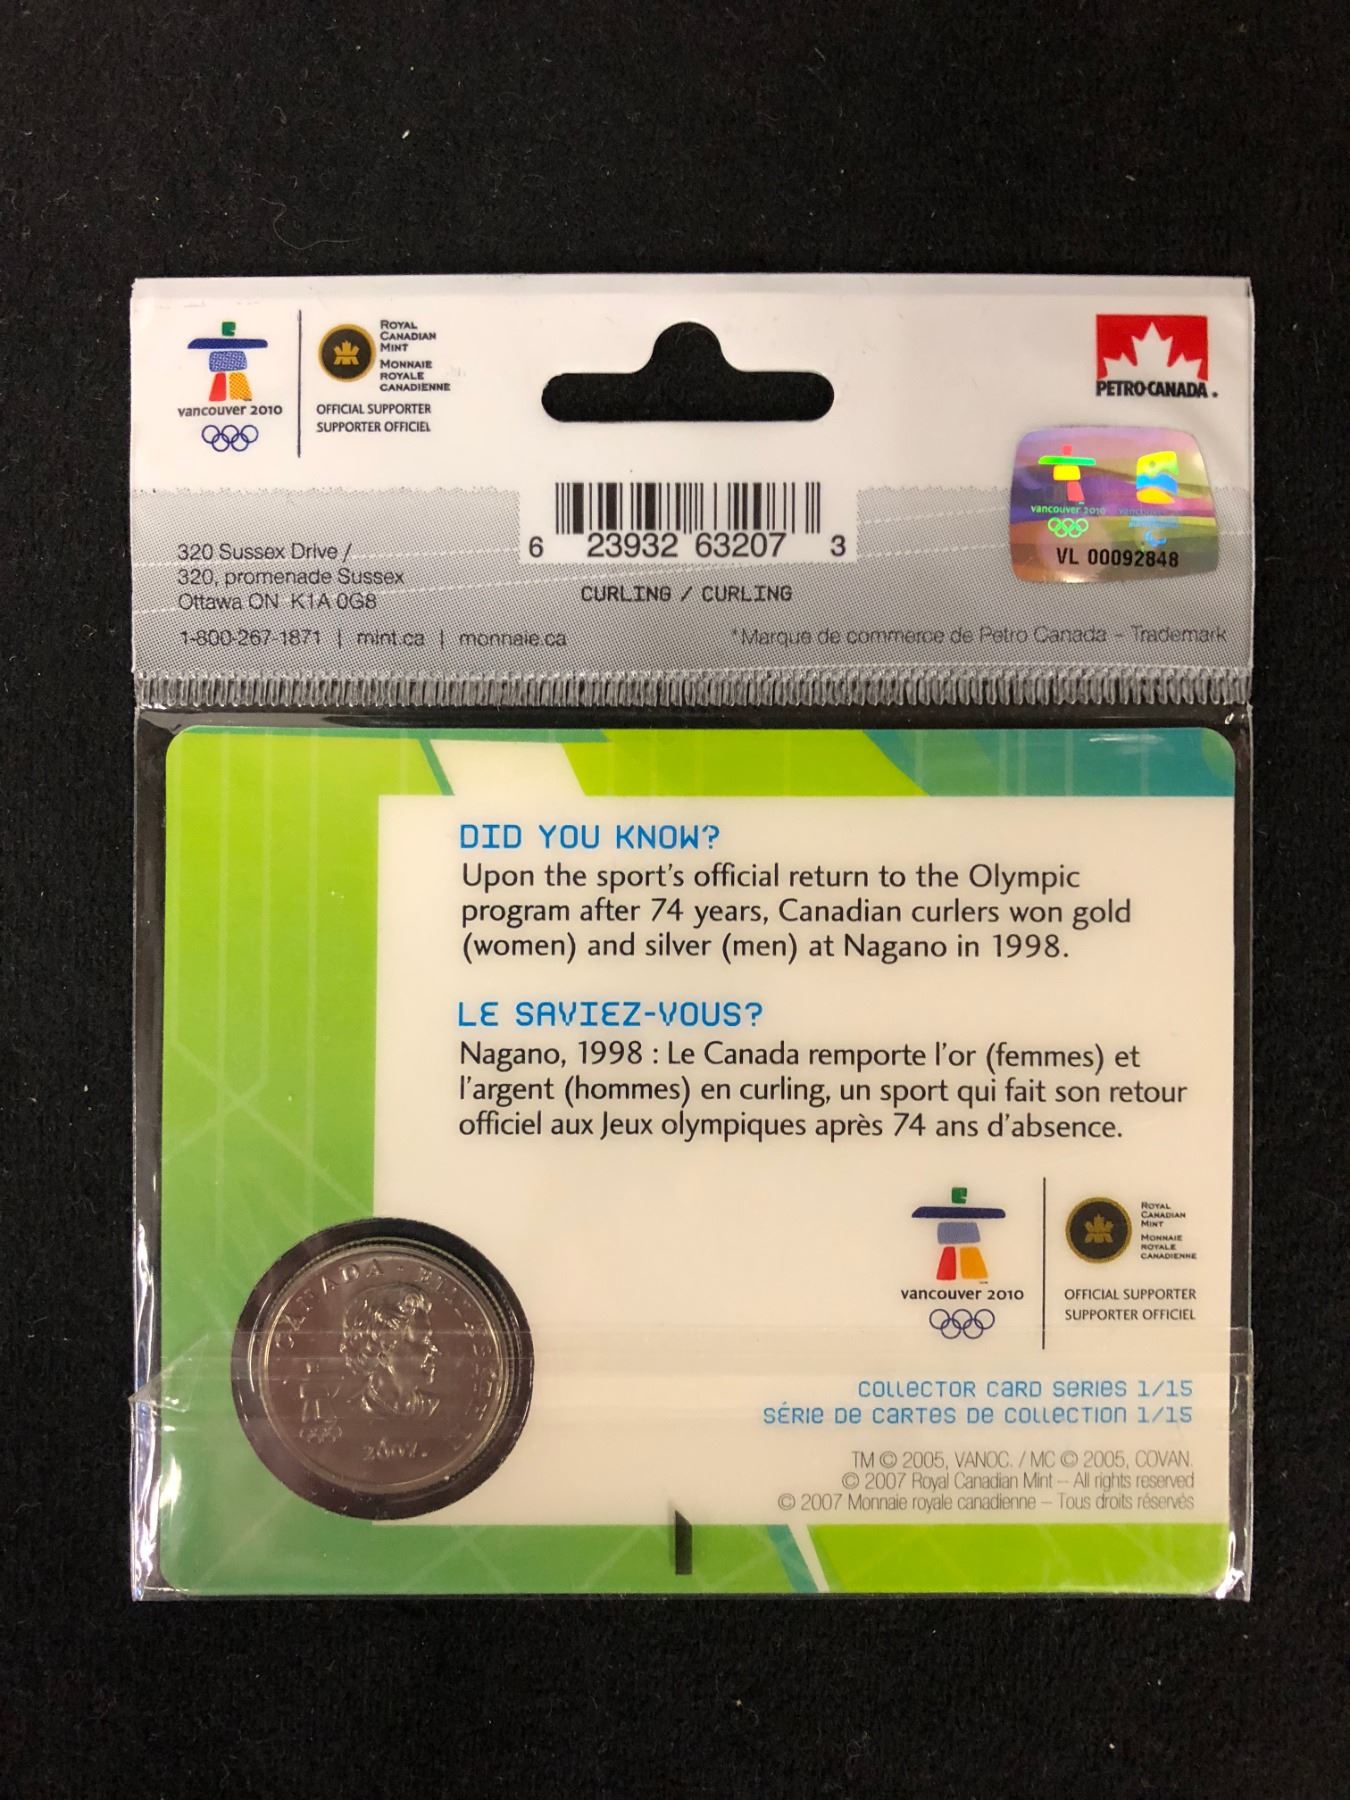 vancouver 2010
ROYAL
CANADIAN
MINT
MONNAIE
ROYALE
CANADIENNE
OFFICIAL SUPPORTER
SUPPORTER OFFICIEL
PETRO-CANADA
vancouver 2010
VL 00092848
6 23932 63207 3
CURLING / CURLING
320 Sussex Drive /
320, promenade Sussex
Ottawa ON K1A 0G8
1-800-267-1871 | mint.ca | monnaie.ca
*Marque de commerce de Petro Canada – Trademark
DID YOU KNOW?
Upon the sport's official return to the Olympic
program after 74 years, Canadian curlers won gold
(women) and silver (men) at Nagano in 1998.
LE SAVIEZ-VOUS?
Nagano, 1998 : Le Canada remporte l'or (femmes) et
l'argent (hommes) en curling, un sport qui fait son retour
officiel aux Jeux olympiques après 74 ans d'absence.
vancouver 2010
ROYAL
CANADIAN
MINT
MONNAIE
ROYALE
CANADIENNE
OFFICIAL SUPPORTER
SUPPORTER OFFICIEL
CANADA
2007
COLLECTOR CARD SERIES 1/15
SÉRIE DE CARTES DE COLLECTION 1/15
TM © 2005, VANOC. / MC © 2005, COVAN.
© 2007 Royal Canadian Mint – All rights reserved
© 2007 Monnaie royale canadienne – Tous droits réservés